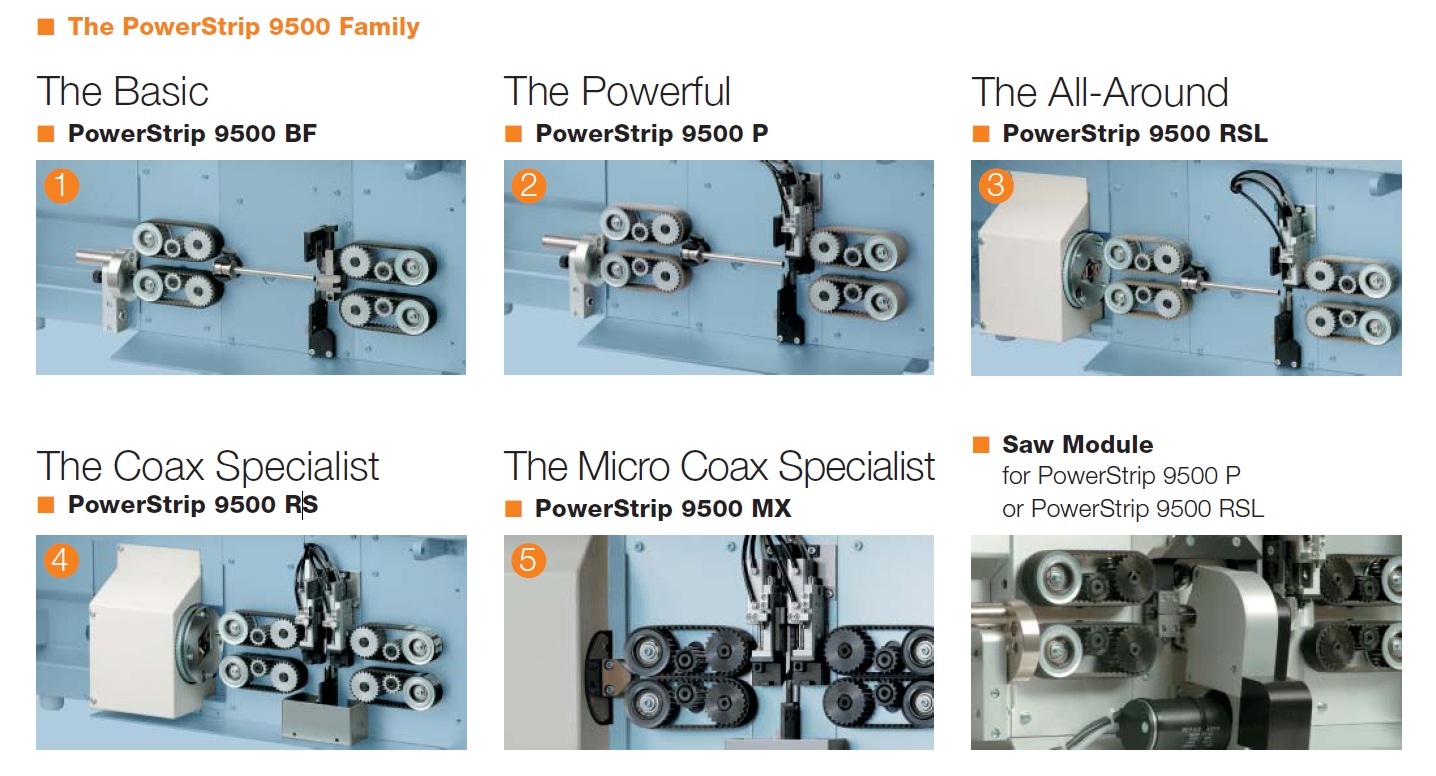 The PowerStrip 9500 Family
The Basic
PowerStrip 9500 BF
1
The Powerful
PowerStrip 9500 P
2
The All-Around
PowerStrip 9500 RSL
3
The Coax Specialist
PowerStrip 9500 RS
4
The Micro Coax Specialist
PowerStrip 9500 MX
5
Saw Module
for PowerStrip 9500 P
or PowerStrip 9500 RSL